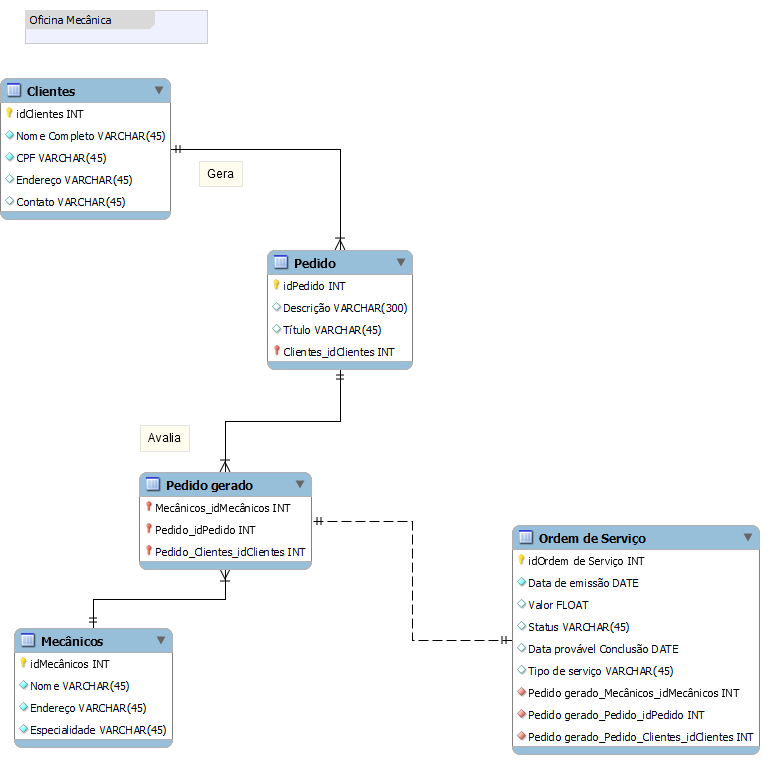 Oficina Mecânica
Clientes
idClientes INT
Nome Completo VARCHAR(45)
CPF VARCHAR(45)
Endereço VARCHAR(45)
Contato VARCHAR(45)
Gera
Pedido
idPedido INT
Descrição VARCHAR(300)
Título VARCHAR(45)
Clientes_idClientes INT
Avalia
Pedido gerado
Mecânicos_idMecânicos INT
Pedido_idPedido INT
Pedido_Clientes_idClientes INT
Ordem de Serviço
idOrdem de Serviço INT
Data de emissão DATE
Valor FLOAT
Status VARCHAR(45)
Data provável Conclusão DATE
Tipo de serviço VARCHAR(45)
Pedido gerado_Mecânicos_idMecânicos INT
Pedido gerado_Pedido_idPedido INT
Pedido gerado_Pedido_Clientes_idClientes INT
Mecânicos
idMecânicos INT
Nome VARCHAR(45)
Endereço VARCHAR(45)
Especialidade VARCHAR(45)